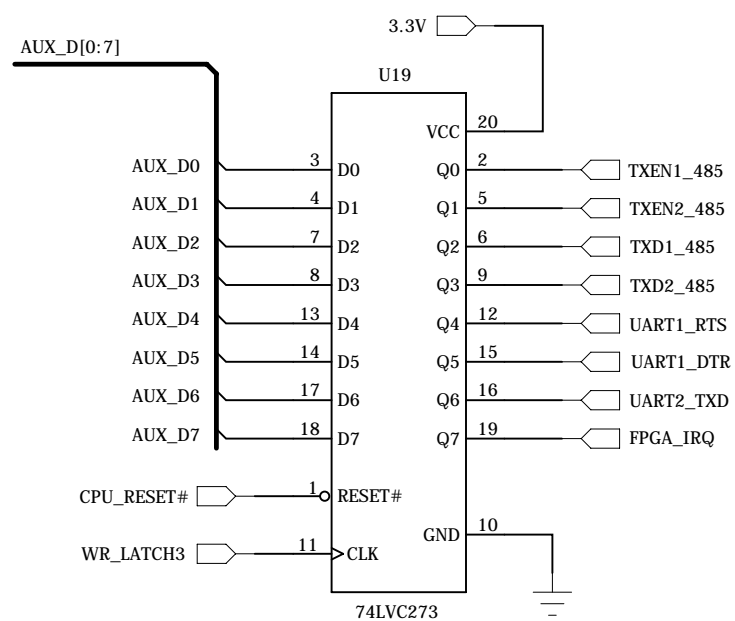 3.3V
AUX_D[0:7]
U19
VCC 20
AUX_D0 3 D0 Q0 2 TXEN1_485
AUX_D1 4 D1 Q1 5 TXEN2_485
AUX_D2 7 D2 Q2 6 TXD1_485
AUX_D3 8 D3 Q3 9 TXD2_485
AUX_D4 13 D4 Q4 12 UART1_RTS
AUX_D5 14 D5 Q5 15 UART1_DTR
AUX_D6 17 D6 Q6 16 UART2_TXD
AUX_D7 18 D7 Q7 19 FPGA_IRQ
CPU_RESET# 1 RESET#
GND 10
WR_LATCH3 11 CLK
74LVC273